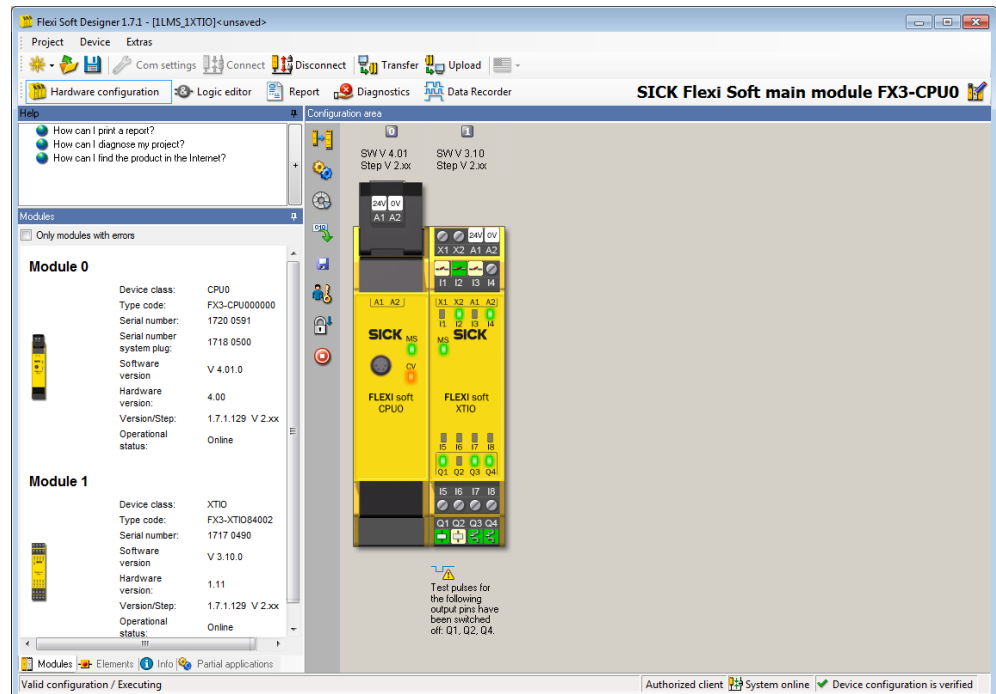 Flexi Soft Designer 1.7.1 - [1LMS_1XTIO]<unsaved>
Project Device Extras
Com settings Connect Disconnect Transfer Upload
Hardware configuration Logic editor Report Diagnostics Data Recorder SICK Flexi Soft main module FX3-CPU0
Help
How can I print a report?
How can I diagnose my project?
How can I find the product in the Internet?
Modules
Only modules with errors
Module 0
Device class: CPU0
Type code: FX3-CPU000000
Serial number: 1720 0591
Serial number
system plug: 1718 0500
Software
version V 4.01.0
Hardware
version: 4.00
Version/Step: 1.7.1.129 V 2.xx
Operational
status: Online
Module 1
Device class: XTIO
Type code: FX3-XTIO84002
Serial number: 1717 0490
Software
version V 3.10.0
Hardware
version: 1.11
Version/Step: 1.7.1.129 V 2.xx
Operational
status: Online
Modules Elements Info Partial applications
Configuration area
0 1
SW V 4.01 SW V 3.10
Step V 2.xx Step V 2.xx
24V 0V
A1 A2
24V 0V
X1 X2 A1 A2
I1 I2 I3 I4
A1 A2
X1 X2 A1 A2
I1 I2 I3 I4
SICK MS
MS SICK
CV
FLEXI soft
CPU0
FLEXI soft
XTIO
I5 I6 I7 I8
Q1 Q2 Q3 Q4
I5 I6 I7 I8
Q1 Q2 Q3 Q4
Test pulses for
the following
output pins have
been switched
off: Q1, Q2, Q4.
Valid configuration / Executing Authorized client System online Device configuration is verified